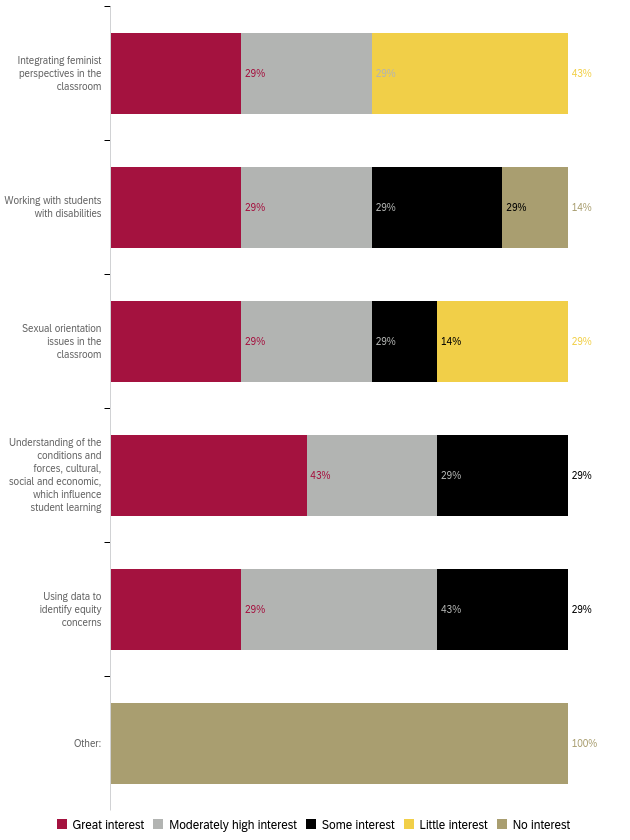 Integrating feminist
perspectives in the
classroom
29%
29%
43%
Working with students
with disabilities
29%
29%
29%
14%
Sexual orientation
issues in the
classroom
29%
29%
14%
29%
Understanding of the
conditions and
forces, cultural,
social and economic,
which influence
student learning
43%
29%
29%
Using data to
identify equity
concerns
29%
43%
29%
Other:
100%
Great interest Moderately high interest Some interest Little interest No interest